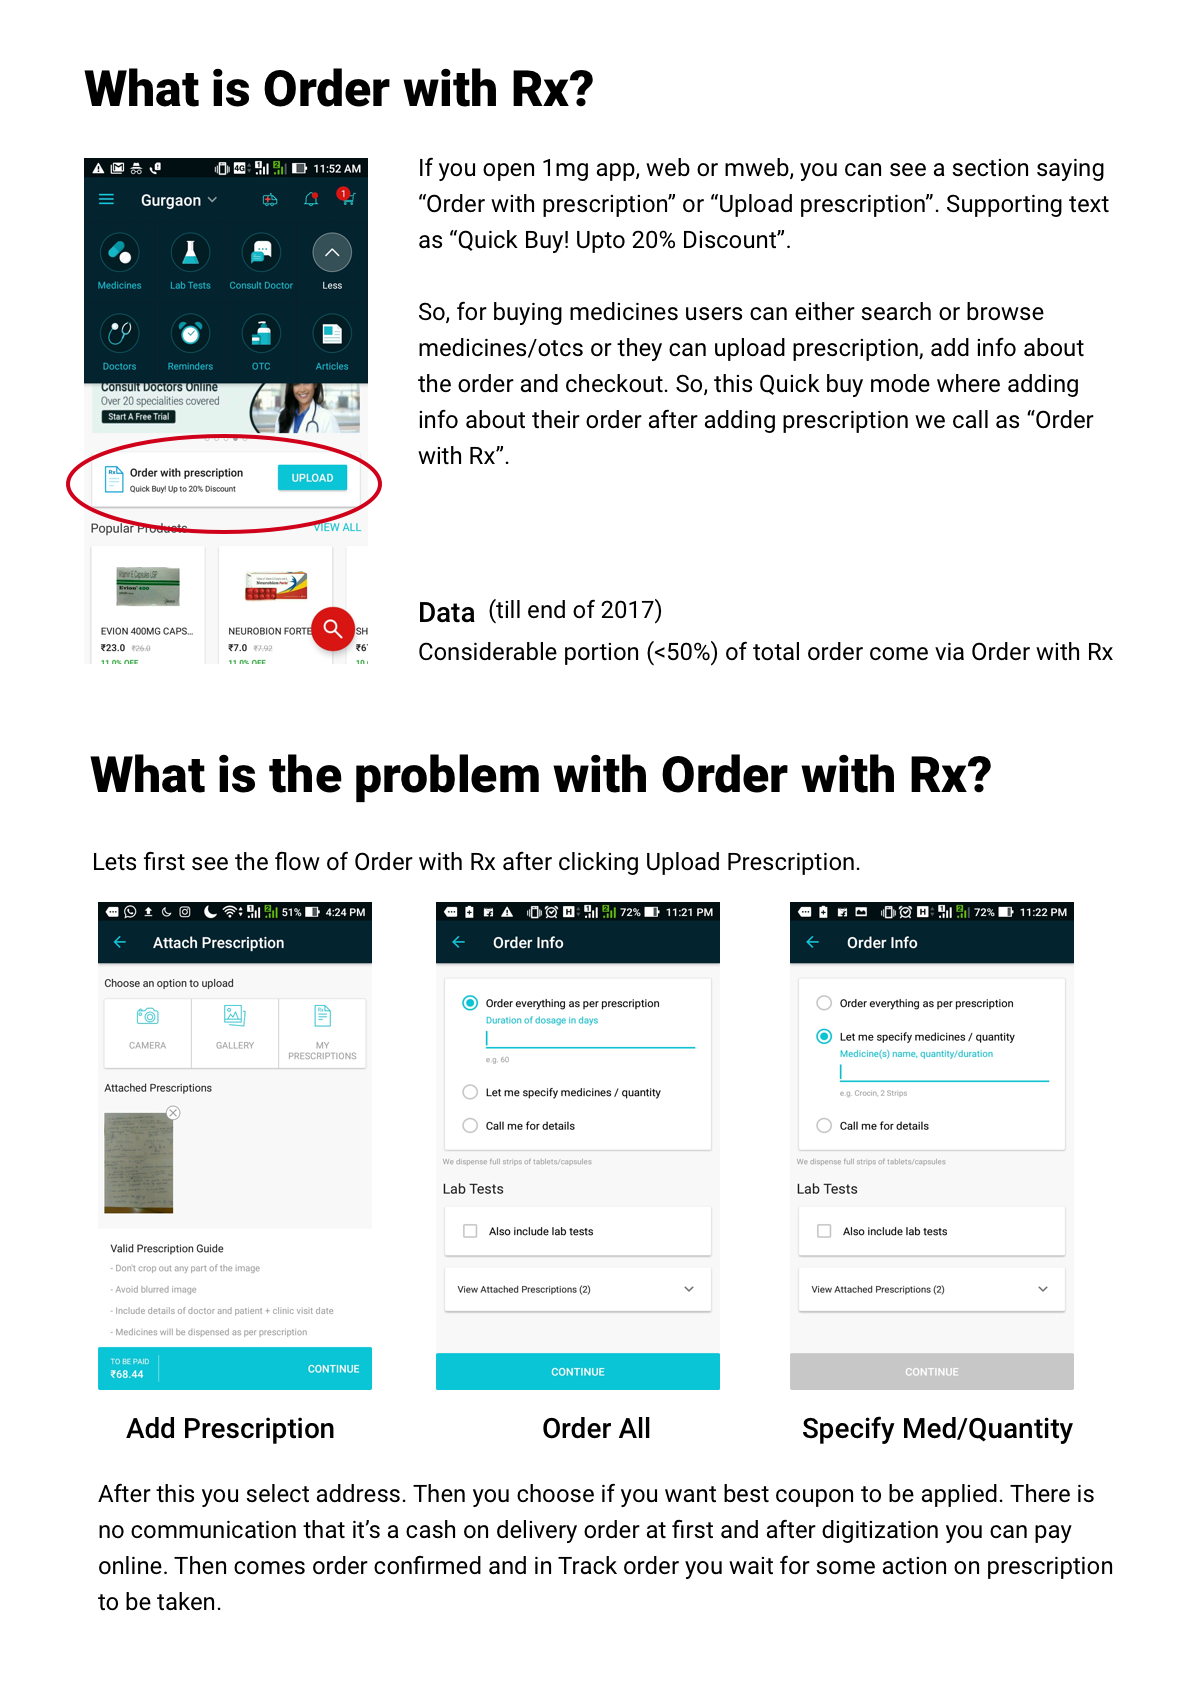 What is Order with Rx?
11:52 AM
Gurgaon
1
Medicines
Lab Tests
Consult Doctor
Less
Doctors
Reminders
OTC
Articles
Consult Doctors Online
Over 20 specialities covered
Start A Free Trial
Order with prescription
Quick Buy! Up to 20% Discount
UPLOAD
Popular Products
VIEW ALL
EVION 400MG CAPS...
₹23.0 ₹26.0
11.0% OFF
NEUROBION FORTE
₹7.0 ₹7.92
11.0% OFF
SH
If you open 1mg app, web or mweb, you can see a section saying
“Order with prescription” or “Upload prescription”. Supporting text
as “Quick Buy! Upto 20% Discount”.
So, for buying medicines users can either search or browse
medicines/otcs or they can upload prescription, add info about
the order and checkout. So, this Quick buy mode where adding
info about their order after adding prescription we call as “Order
with Rx”.
Data (till end of 2017)
Considerable portion (<50%) of total order come via Order with Rx
What is the problem with Order with Rx?
Lets first see the flow of Order with Rx after clicking Upload Prescription.
51% 4:24 PM
Attach Prescription
Choose an option to upload
CAMERA
GALLERY
MY
PRESCRIPTIONS
Attached Prescriptions
Valid Prescription Guide
- Don't crop out any part of the image
- Avoid blurred image
- Include details of doctor and patient + clinic visit date
- Medicines will be dispensed as per prescription
TO BE PAID
₹68.44
CONTINUE
Add Prescription
72% 11:21 PM
Order Info
Order everything as per prescription
Duration of dosage in days
e.g. 60
Let me specify medicines / quantity
Call me for details
We dispense full strips of tablets/capsules
Lab Tests
Also include lab tests
View Attached Prescriptions (2)
CONTINUE
Order All
72% 11:22 PM
Order Info
Order everything as per prescription
Let me specify medicines / quantity
Medicine(s) name, quantity/duration
e.g. Crocin, 2 Strips
Call me for details
We dispense full strips of tablets/capsules
Lab Tests
Also include lab tests
View Attached Prescriptions (2)
CONTINUE
Specify Med/Quantity
After this you select address. Then you choose if you want best coupon to be applied. There is
no communication that it’s a cash on delivery order at first and after digitization you can pay
online. Then comes order confirmed and in Track order you wait for some action on prescription
to be taken.